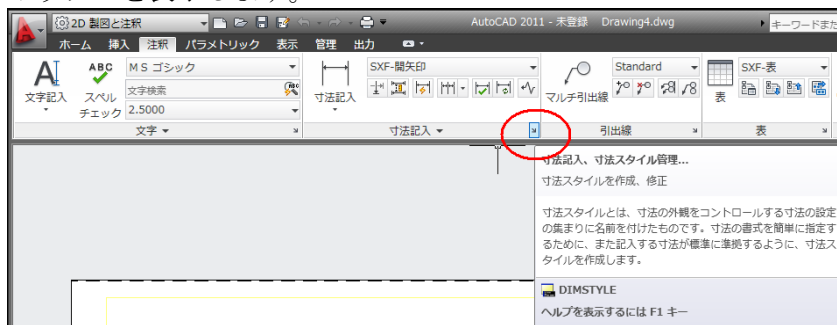 2D 製図と注釈
AutoCAD 2011 - 未登録 Drawing4.dwg
キーワードまた
ホーム 挿入 注釈 パラメトリック 表示 管理 出力
ABC
ＭＳ ゴシック
SXF-開矢印
Standard
SXF-表
文字記入
スペル
チェック
文字検索
2.5000
寸法記入
マルチ引出線
表
文字
寸法記入
引出線
表
寸法記入、寸法スタイル管理...
寸法スタイルを作成、修正
寸法スタイルとは、寸法の外観をコントロールする寸法の設定
の集まりに名前を付けたものです。寸法の書式を簡単に指定す
るために、また記入する寸法が標準に準拠するように、寸法ス
タイルを作成します。
DIMSTYLE
ヘルプを表示するには F1 キー